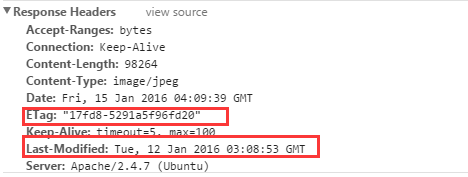 Response Headers view source
Accept-Ranges: bytes
Connection: Keep-Alive
Content-Length: 98264
Content-Type: image/jpeg
Date: Fri, 15 Jan 2016 04:09:39 GMT
ETag: "17fd8-5291a5f96fd20"
Keep-Alive: timeout=5, max=100
Last-Modified: Tue, 12 Jan 2016 03:08:53 GMT
Server: Apache/2.4.7 (Ubuntu)